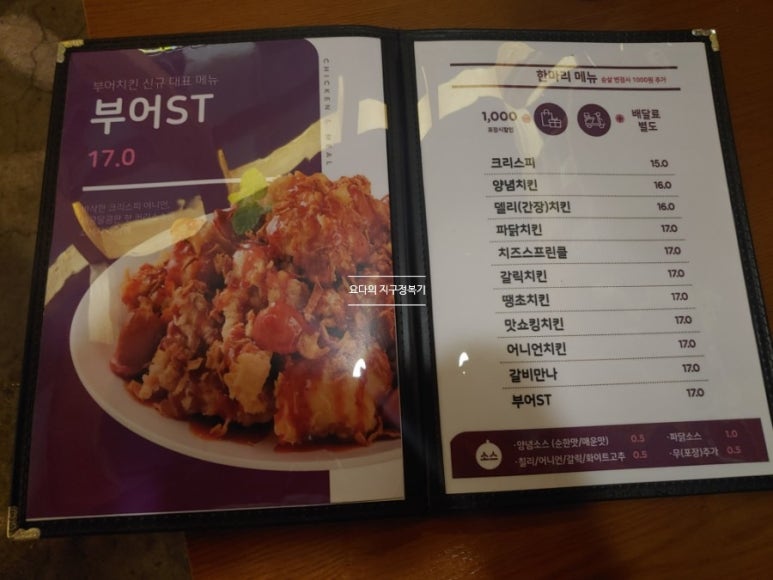 부어치킨 신규 대표 메뉴
부어ST
17.0
CHICKEN & MEAL
요다의 지구정복기
한마리 메뉴 순살 변경시 1000원 추가
1,000
포장시할인
배달료
별도
크리스피 15.0
양념치킨 16.0
델리(간장)치킨 16.0
파닭치킨 17.0
치즈스프링클 17.0
갈릭치킨 17.0
땡초치킨 17.0
맛쇼킹치킨 17.0
어니언치킨 17.0
갈비만나 17.0
부어ST 17.0
소스
·양념소스 (순한맛/매운맛) 0.5 ·파닭소스 1.0
·칠리/어니언/갈릭/화이트고추 0.5 ·무(포장)추가 0.5